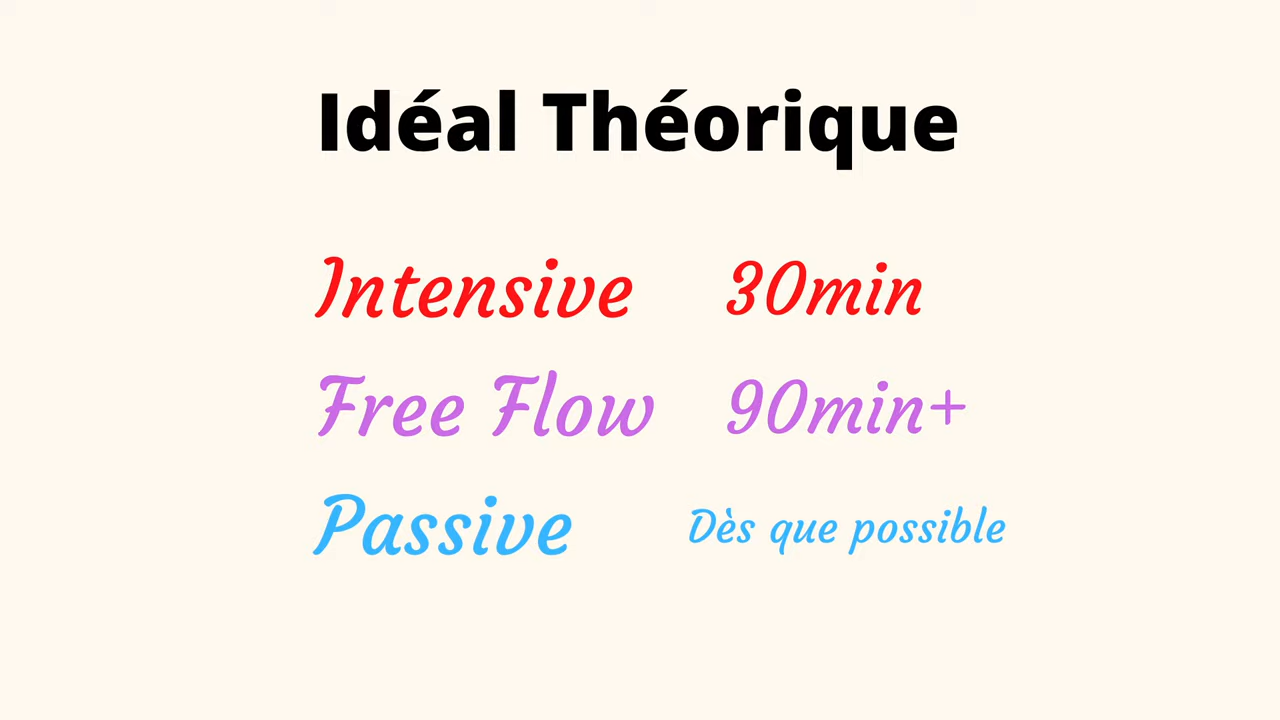 Idéal Théorique
Intensive 30min
Free Flow 90min+
Passive Dès que possible